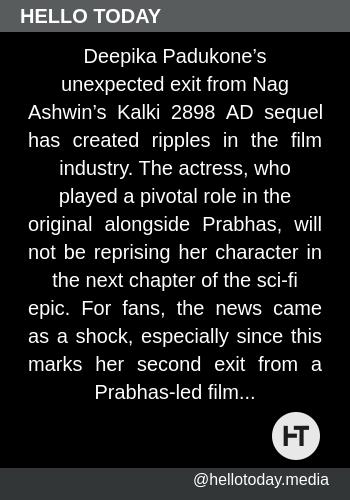 HELLO TODAY
Deepika Padukone’s
unexpected exit from Nag
Ashwin’s Kalki 2898 AD sequel
has created ripples in the film
industry. The actress, who
played a pivotal role in the
original alongside Prabhas, will
not be reprising her character in
the next chapter of the sci-fi
epic. For fans, the news came
as a shock, especially since this
marks her second exit from a
Prabhas-led film...
HT
@hellotoday.media